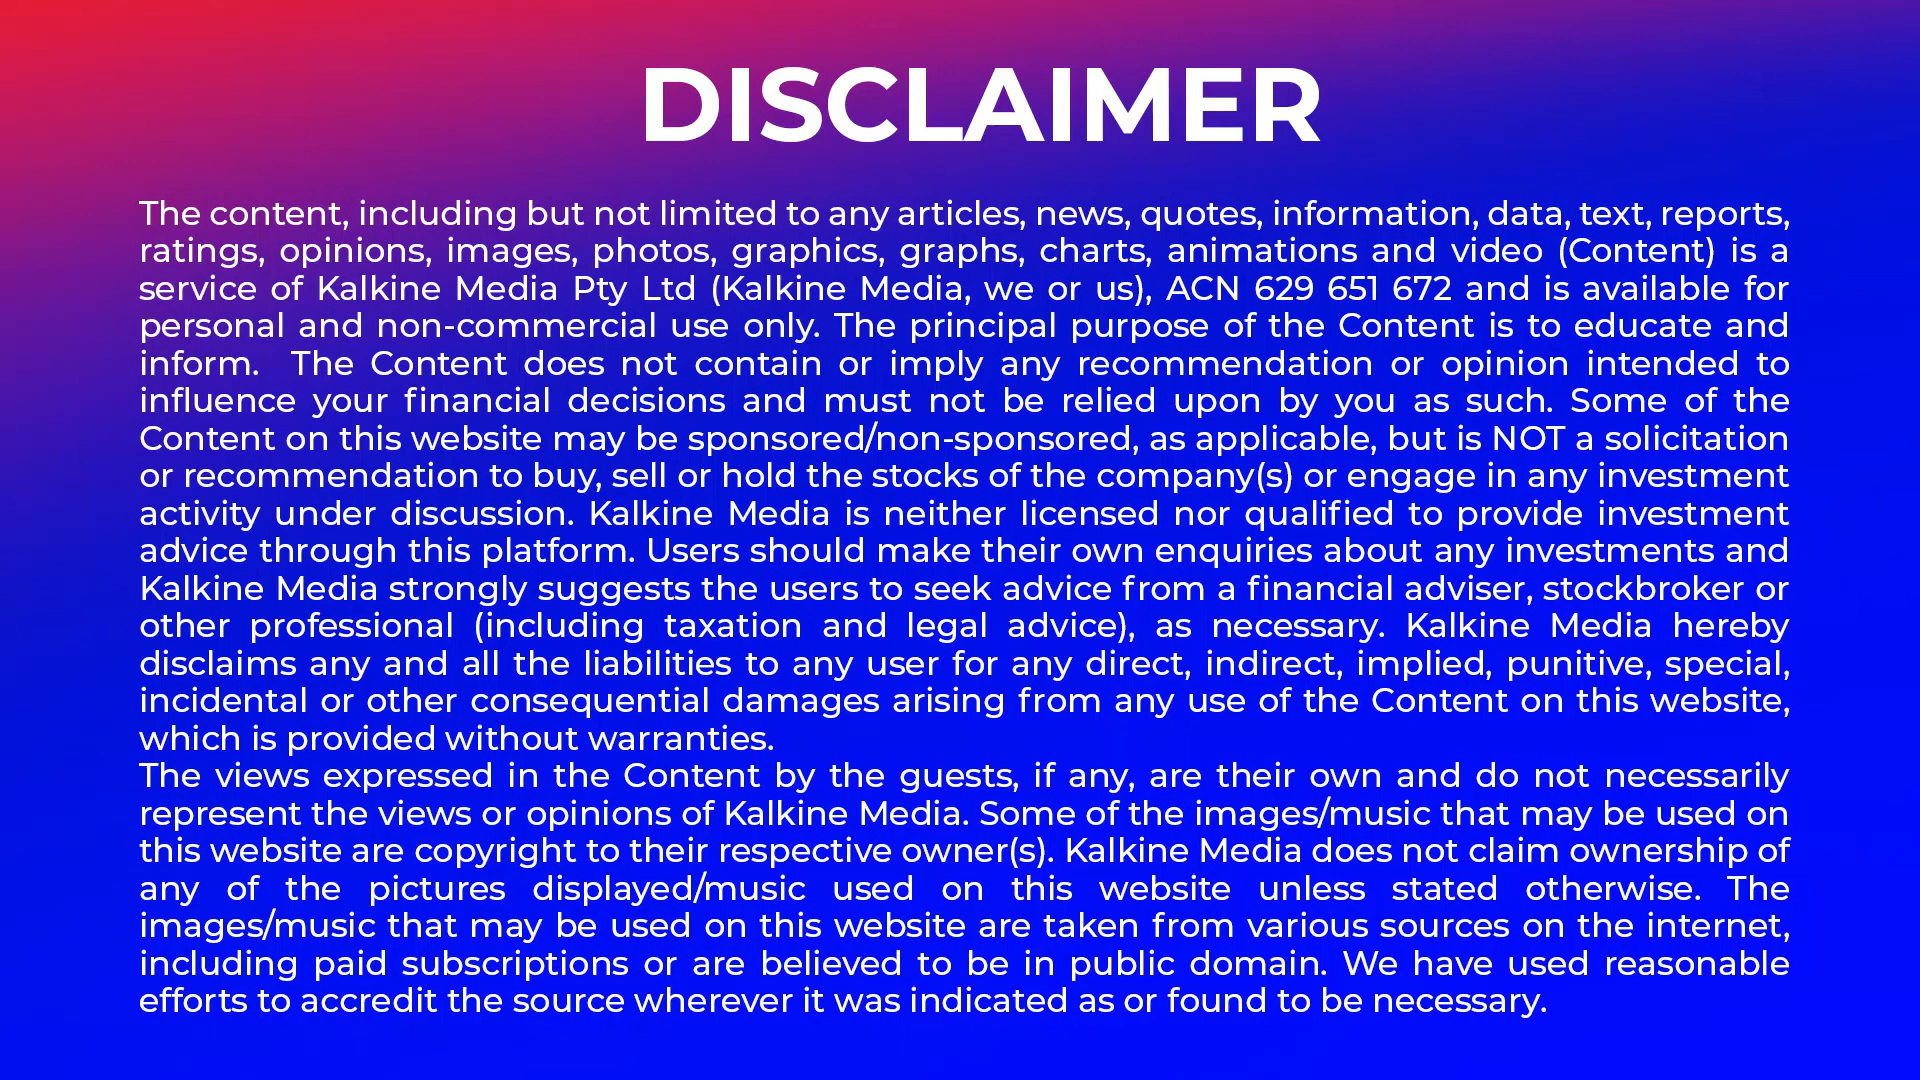 DISCLAIMER
The content, including but not limited to any articles, news, quotes, information, data, text, reports,
ratings, opinions, images, photos, graphics, graphs, charts, animations and video (Content) is a
service of Kalkine Media Pty Ltd (Kalkine Media, we or us), ACN 629 651 672 and is available for
personal and non-commercial use only. The principal purpose of the Content is to educate and
inform.  The Content does not contain or imply any recommendation or opinion intended to
influence your financial decisions and must not be relied upon by you as such. Some of the
Content on this website may be sponsored/non-sponsored, as applicable, but is NOT a solicitation
or recommendation to buy, sell or hold the stocks of the company(s) or engage in any investment
activity under discussion. Kalkine Media is neither licensed nor qualified to provide investment
advice through this platform. Users should make their own enquiries about any investments and
Kalkine Media strongly suggests the users to seek advice from a financial adviser, stockbroker or
other professional (including taxation and legal advice), as necessary. Kalkine Media hereby
disclaims any and all the liabilities to any user for any direct, indirect, implied, punitive, special,
incidental or other consequential damages arising from any use of the Content on this website,
which is provided without warranties.
The views expressed in the Content by the guests, if any, are their own and do not necessarily
represent the views or opinions of Kalkine Media. Some of the images/music that may be used on
this website are copyright to their respective owner(s). Kalkine Media does not claim ownership of
any of the pictures displayed/music used on this website unless stated otherwise. The
images/music that may be used on this website are taken from various sources on the internet,
including paid subscriptions or are believed to be in public domain. We have used reasonable
efforts to accredit the source wherever it was indicated as or found to be necessary.